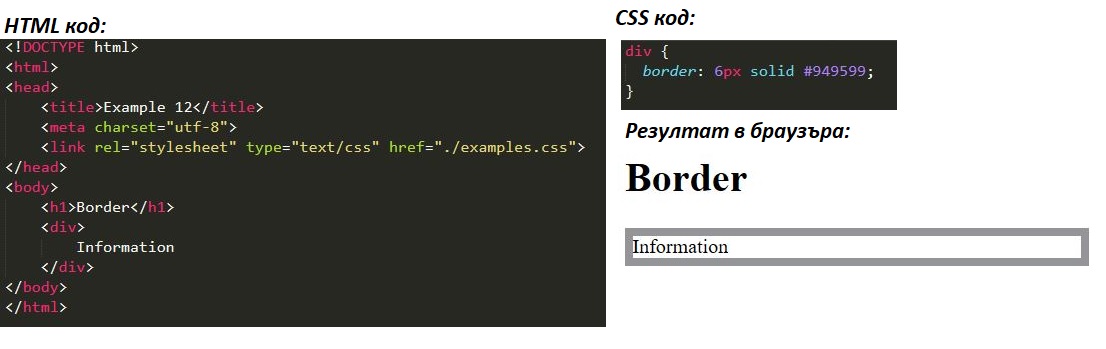 HTML код:
<!DOCTYPE html>
<html>
<head>
    <title>Example 12</title>
    <meta charset="utf-8">
    <link rel="stylesheet" type="text/css" href="./examples.css">
</head>
<body>
    <h1>Border</h1>
    <div>
        Information
    </div>
</body>
</html>
CSS код:
div {
  border: 6px solid #949599;
}
Резултат в браузъра:
Border
Information